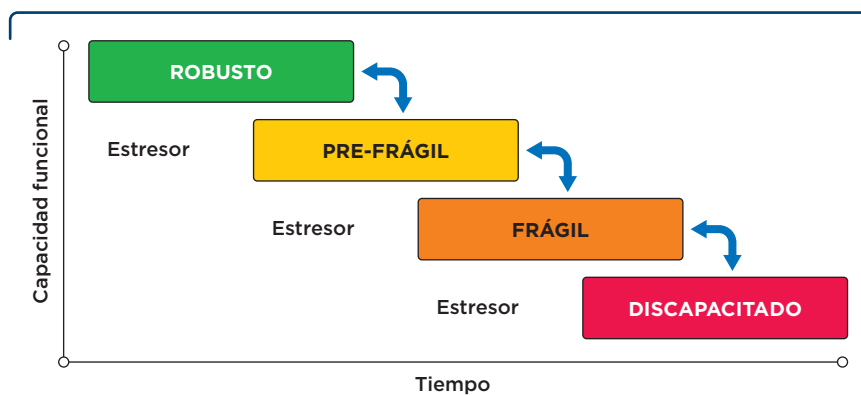 ROBUSTO
Estresor
PRE-FRÁGIL
Estresor
FRÁGIL
Estresor
DISCAPACITADO
Capacidad funcional
Tiempo